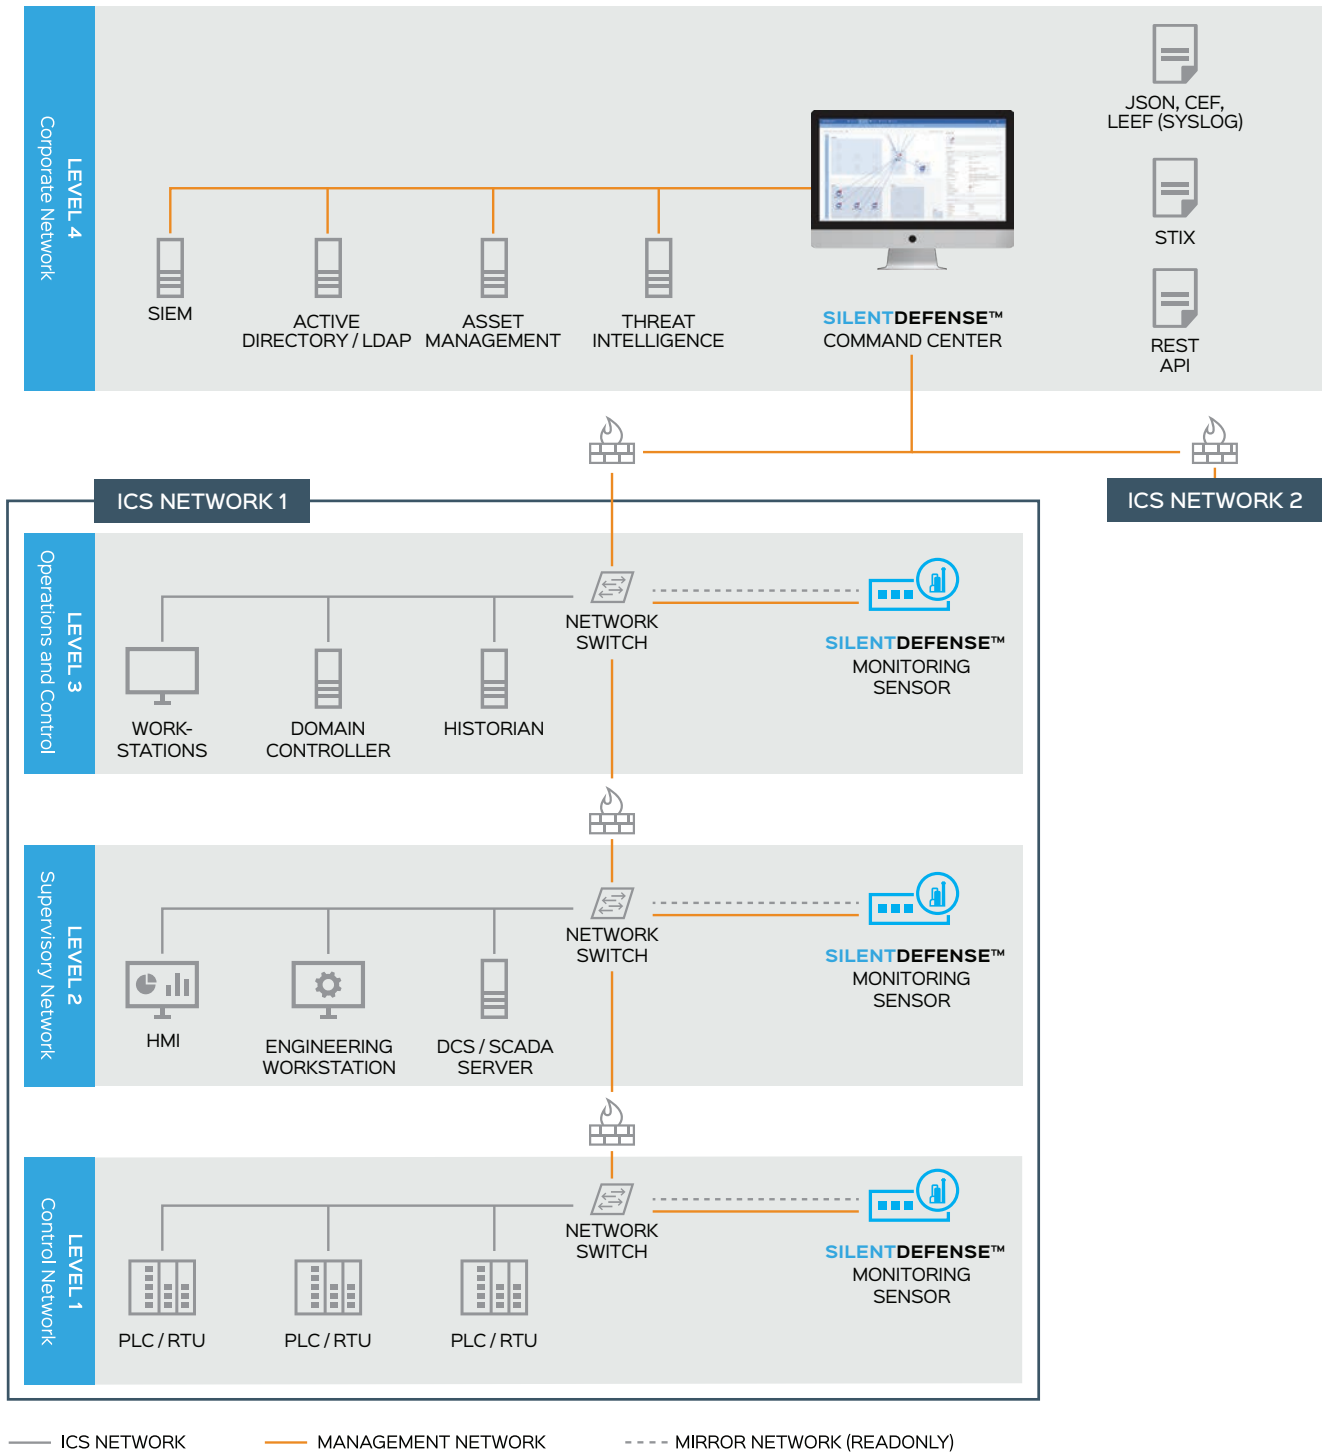 LEVEL 4
Corporate Network
JSON, CEF,
LEEF (SYSLOG)
STIX
REST
API
SIEM
ACTIVE
DIRECTORY / LDAP
ASSET
MANAGEMENT
THREAT
INTELLIGENCE
SILENTDEFENSE™
COMMAND CENTER
ICS NETWORK 1
ICS NETWORK 2
LEVEL 3
Operations and Control
WORK-
STATIONS
DOMAIN
CONTROLLER
HISTORIAN
NETWORK
SWITCH
SILENTDEFENSE™
MONITORING
SENSOR
LEVEL 2
Supervisory Network
HMI
ENGINEERING
WORKSTATION
DCS / SCADA
SERVER
NETWORK
SWITCH
SILENTDEFENSE™
MONITORING
SENSOR
LEVEL 1
Control Network
PLC / RTU
PLC / RTU
PLC / RTU
NETWORK
SWITCH
SILENTDEFENSE™
MONITORING
SENSOR
ICS NETWORK
MANAGEMENT NETWORK
MIRROR NETWORK (READONLY)